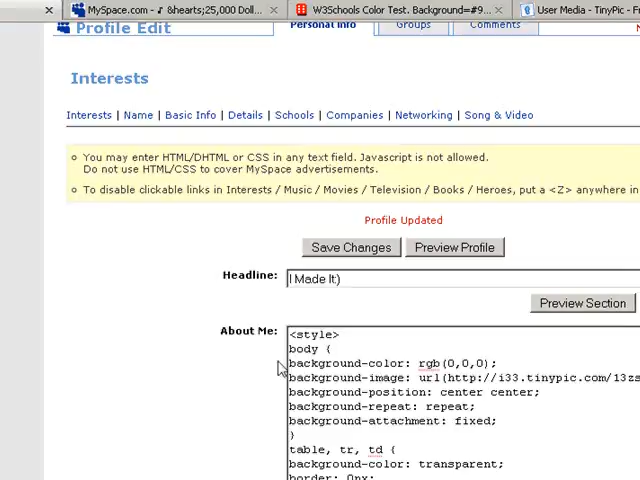 MySpace.com - ♪ &hearts;25,000 Doll...
W3Schools Color Test. Background=#9...
User Media - TinyPic - Fr
Profile Edit
Personal Info
Groups
Comments
Interests
Interests | Name | Basic Info | Details | Schools | Companies | Networking | Song & Video
You may enter HTML/DHTML or CSS in any text field. Javascript is not allowed.
Do not use HTML/CSS to cover MySpace advertisements.
To disable clickable links in Interests / Music / Movies / Television / Books / Heroes, put a <Z> anywhere in
Profile Updated
Save Changes
Preview Profile
Headline:
I Made It:)
Preview Section
About Me:
<style>
body {
background-color: rgb(0,0,0);
background-image: url(http://i33.tinypic.com/13zs
background-position: center center;
background-repeat: repeat;
background-attachment: fixed;
}
table, tr, td {
background-color: transparent;
border: 0px;